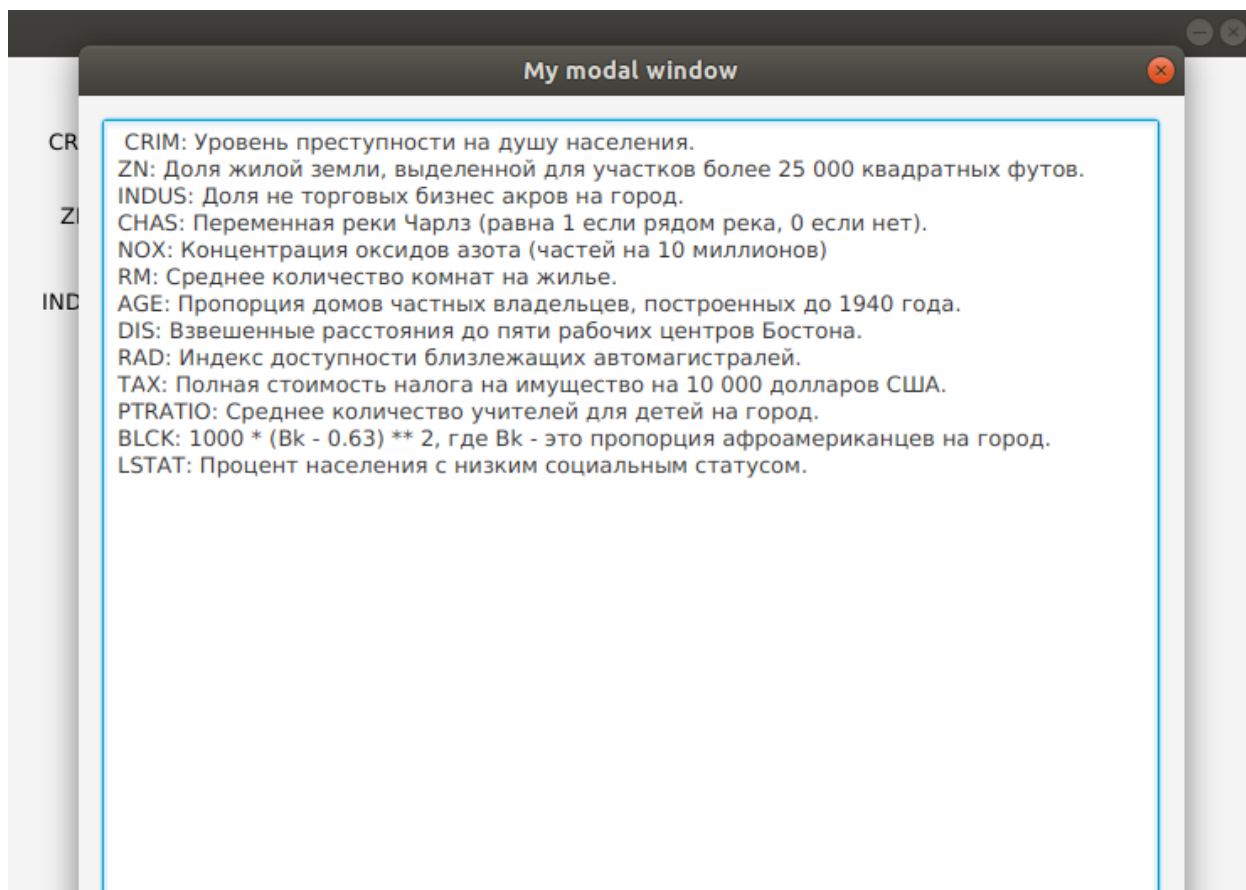 My modal window
CR
CRIM: Уровень преступности на душу населения.
ZN: Доля жилой земли, выделенной для участков более 25 000 квадратных футов.
INDUS: Доля не торговых бизнес акров на город.
ZI
CHAS: Переменная реки Чарлз (равна 1 если рядом река, 0 если нет).
NOX: Концентрация оксидов азота (частей на 10 миллионов)
RM: Среднее количество комнат на жилье.
IND
AGE: Пропорция домов частных владельцев, построенных до 1940 года.
DIS: Взвешенные расстояния до пяти рабочих центров Бостона.
RAD: Индекс доступности близлежащих автомагистралей.
TAX: Полная стоимость налога на имущество на 10 000 долларов США.
PTRATIO: Среднее количество учителей для детей на город.
BLCK: 1000 * (Bk - 0.63) ** 2, где Bk - это пропорция афроамериканцев на город.
LSTAT: Процент населения с низким социальным статусом.